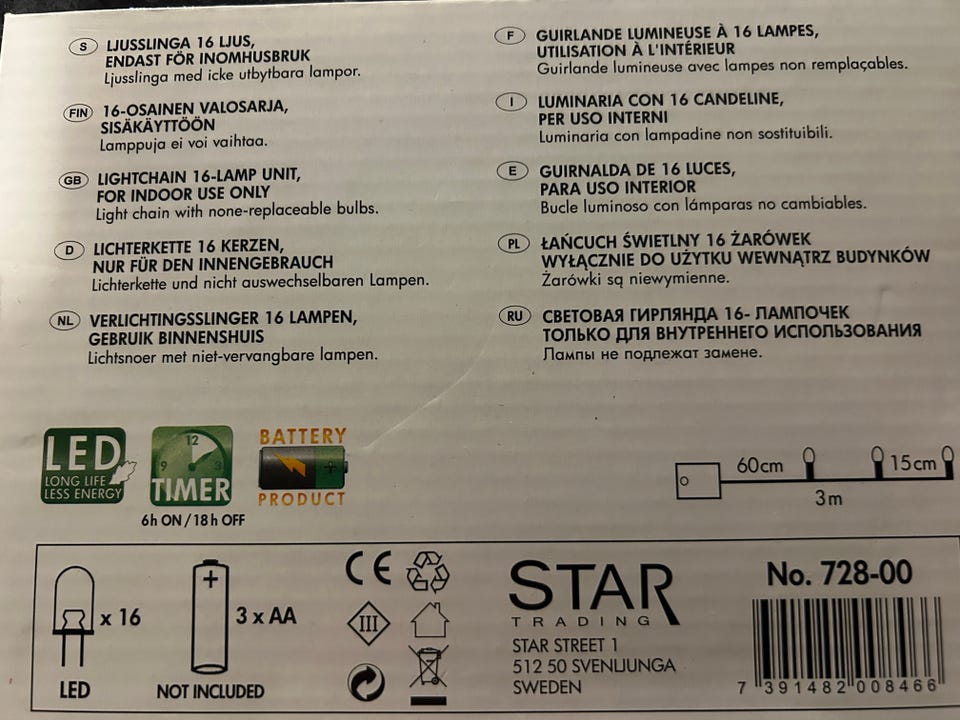 S LJUSSLINGA 16 LJUS,
ENDAST FÖR INOMHUSBRUK
Ljusslinga med icke utbytbara lampor.
FIN 16-OSAINEN VALOSARJA,
SISÄKÄYTTÖÖN
Lamppuja ei voi vaihtaa.
GB LIGHTCHAIN 16-LAMP UNIT,
FOR INDOOR USE ONLY
Light chain with none-replaceable bulbs.
D LICHTERKETTE 16 KERZEN,
NUR FÜR DEN INNENGEBRAUCH
Lichterkette und nicht auswechselbaren Lampen.
NL VERLICHTINGSSLINGER 16 LAMPEN,
GEBRUIK BINNENSHUIS
Lichtsnoer met niet-vervangbare lampen.
F GUIRLANDE LUMINEUSE À 16 LAMPES,
UTILISATION À L'INTÉRIEUR
Guirlande lumineuse avec lampes non remplaçables.
I LUMINARIA CON 16 CANDELINE,
PER USO INTERNI
Luminaria con lampadine non sostituibili.
E GUIRNALDA DE 16 LUCES,
PARA USO INTERIOR
Bucle luminoso con lámparas no cambiables.
PL ŁAŃCUCH ŚWIETLNY 16 ŻARÓWEK
WYŁĄCZNIE DO UŻYTKU WEWNĄTRZ BUDYNKÓW
Żarówki są niewymienne.
RU СВЕТОВАЯ ГИРЛЯНДА 16- ЛАМПОЧЕК
ТОЛЬКО ДЛЯ ВНУТРЕННЕГО ИСПОЛЬЗОВАНИЯ
Лампы не подлежат замене.
LED
LONG LIFE
LESS ENERGY
12
9 3
TIMER
6h ON / 18h OFF
BATTERY
PRODUCT
60cm
15cm
3m
x 16
LED
3 x AA
NOT INCLUDED
CE
III
STAR
TRADING
STAR STREET 1
512 50 SVENLJUNGA
SWEDEN
No. 728-00
7 391482 008466